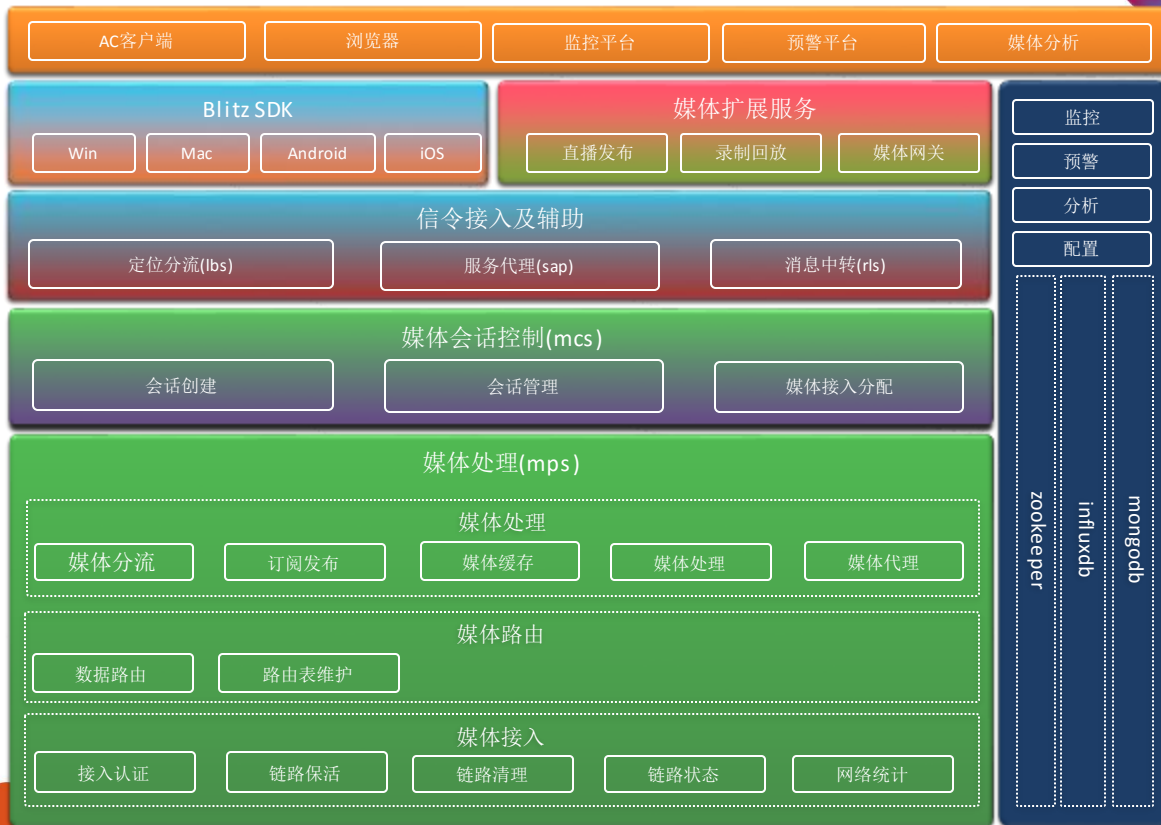 AC客户端
浏览器
监控平台
预警平台
媒体分析
Blitz SDK
Win
Mac
Android
iOS
媒体扩展服务
直播发布
录制回放
媒体网关
信令接入及辅助
定位分流(lbs)
服务代理(sap)
消息中转(rls)
媒体会话控制(mcs)
会话创建
会话管理
媒体接入分配
媒体处理(mps)
媒体处理
媒体分流
订阅发布
媒体缓存
媒体处理
媒体代理
媒体路由
数据路由
路由表维护
媒体接入
接入认证
链路保活
链路清理
链路状态
网络统计
监控
预警
分析
配置
zookeeper
influxdb
mongodb